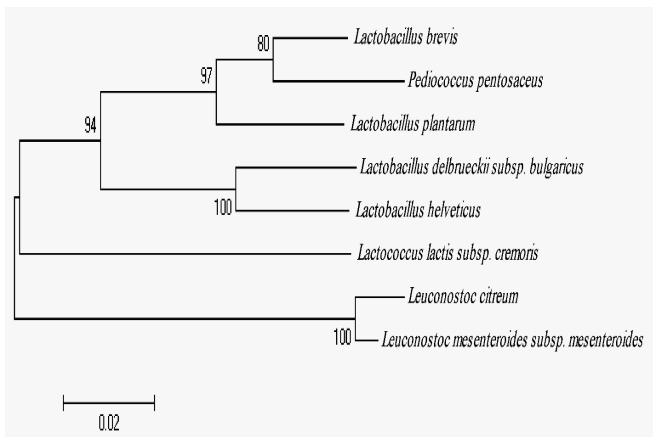 80
Lactobacillus brevis
97
Pediococcus pentosaceus
94
Lactobacillus plantarum
Lactobacillus delbrueckii subsp. bulgaricus
100
Lactobacillus helveticus
Lactococcus lactis subsp. cremoris
Leuconostoc citreum
100
Leuconostoc mesenteroides subsp. mesenteroides
0.02